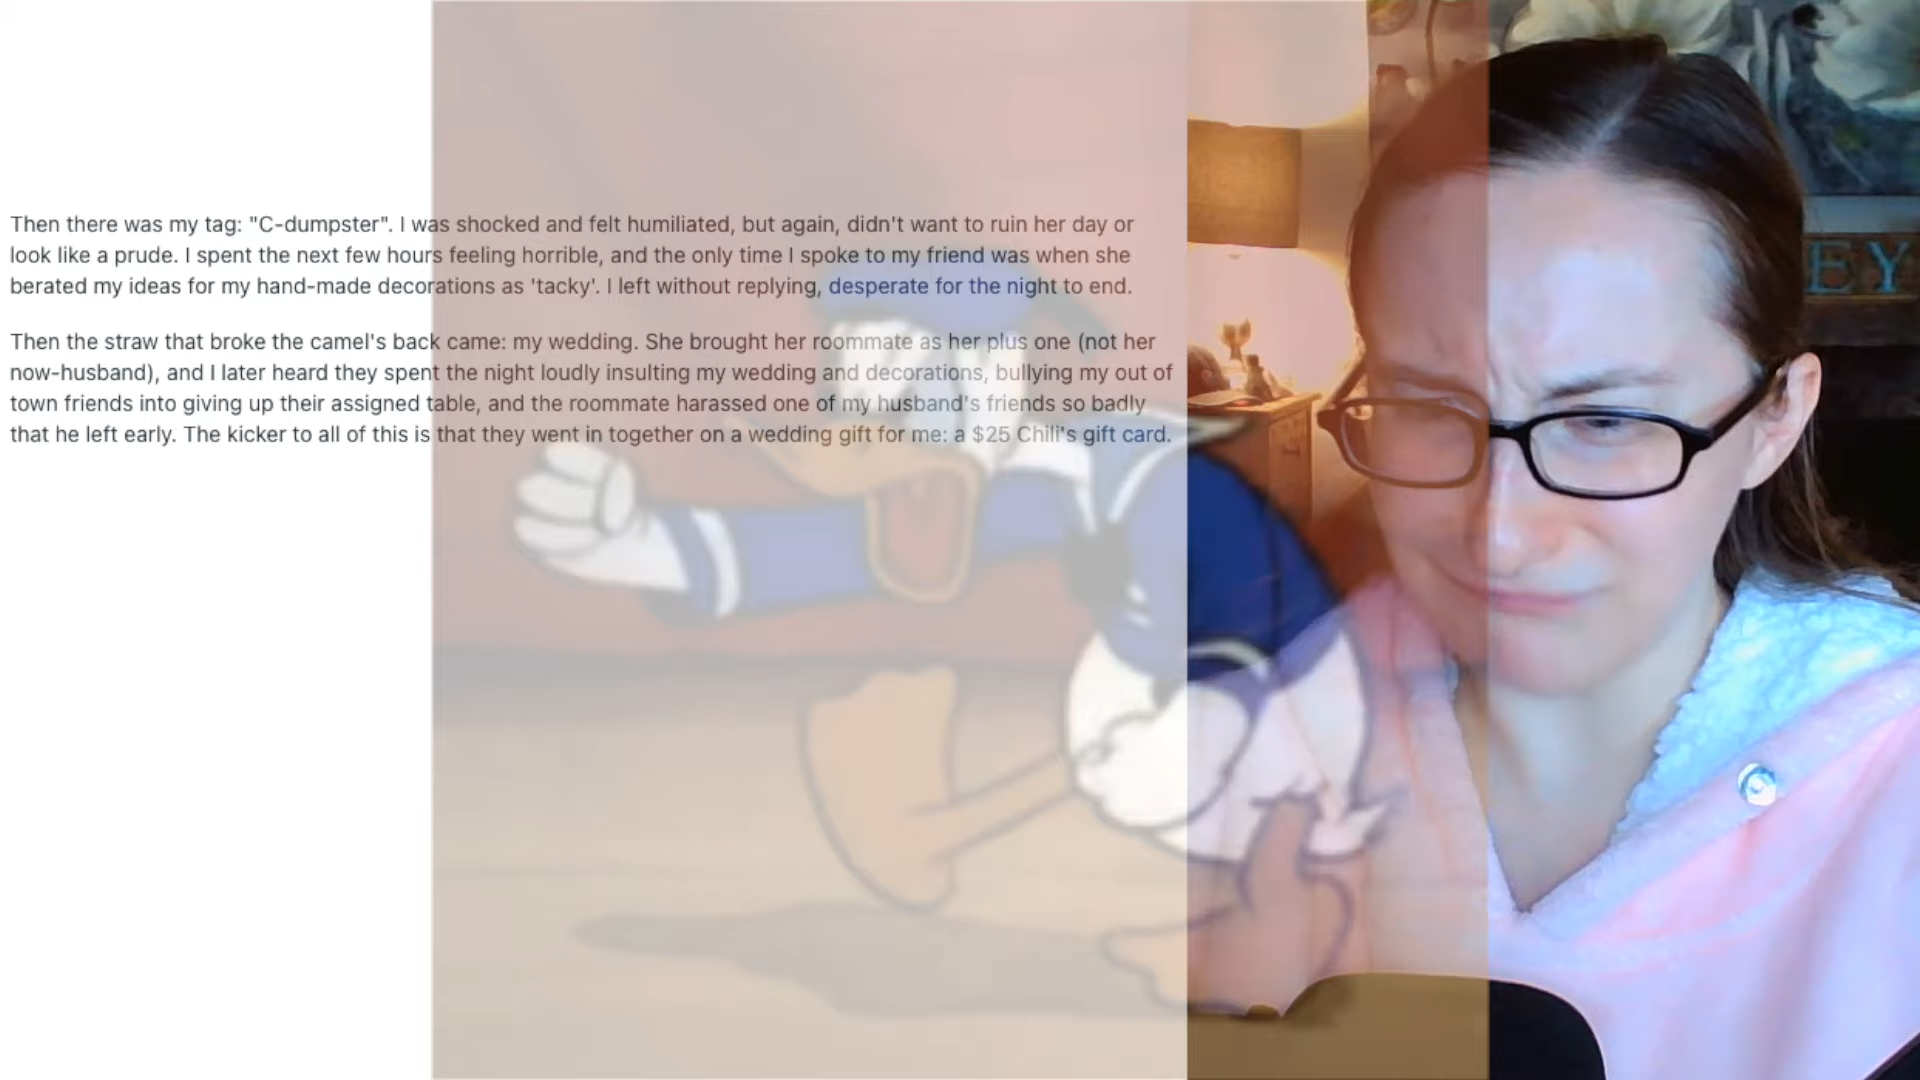 Then there was my tag: "C-dumpster". I was shocked and felt humiliated, but again, didn't want to ruin her day or
look like a prude. I spent the next few hours feeling horrible, and the only time I spoke to my friend was when she
berated my ideas for my hand-made decorations as 'tacky'. I left without replying, desperate for the night to end.
Then the straw that broke the camel's back came: my wedding. She brought her roommate as her plus one (not her
now-husband), and I later heard they spent the night loudly insulting my wedding and decorations, bullying my out of
town friends into giving up their assigned table, and the roommate harassed one of my husband's friends so badly
that he left early. The kicker to all of this is that they went in together on a wedding gift for me: a $25 Chili's gift card.
EY